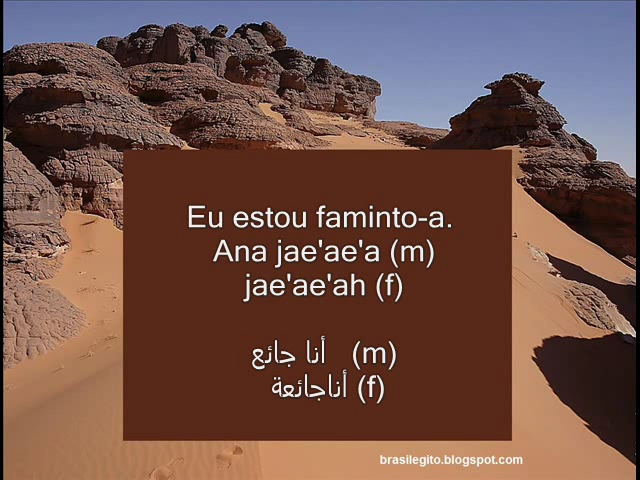 Eu estou faminto-a.
Ana jae'ae'a (m)
jae'ae'ah (f)
أنا جائع (m)
أناجائعة (f)
brasilegito.blogspot.com